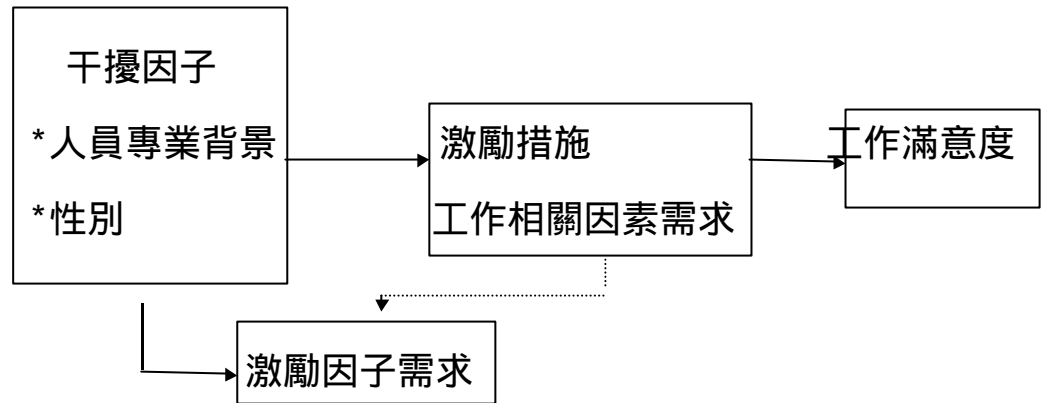 干擾因子
*人員專業背景
*性別
激勵措施
工作相關因素需求
工作滿意度
激勵因子需求